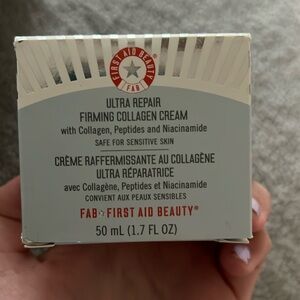 FIRST AID BEAUTY®
FAB
ULTRA REPAIR
FIRMING COLLAGEN CREAM
with Collagen, Peptides and Niacinamide
SAFE FOR SENSITIVE SKIN
CRÈME RAFFERMISSANTE AU COLLAGÈNE
ULTRA RÉPARATRICE
avec Collagène, Peptides et Niacinamide
CONVIENT AUX PEAUX SENSIBLES
FAB FIRST AID BEAUTY®
50 mL (1.7 FL OZ)